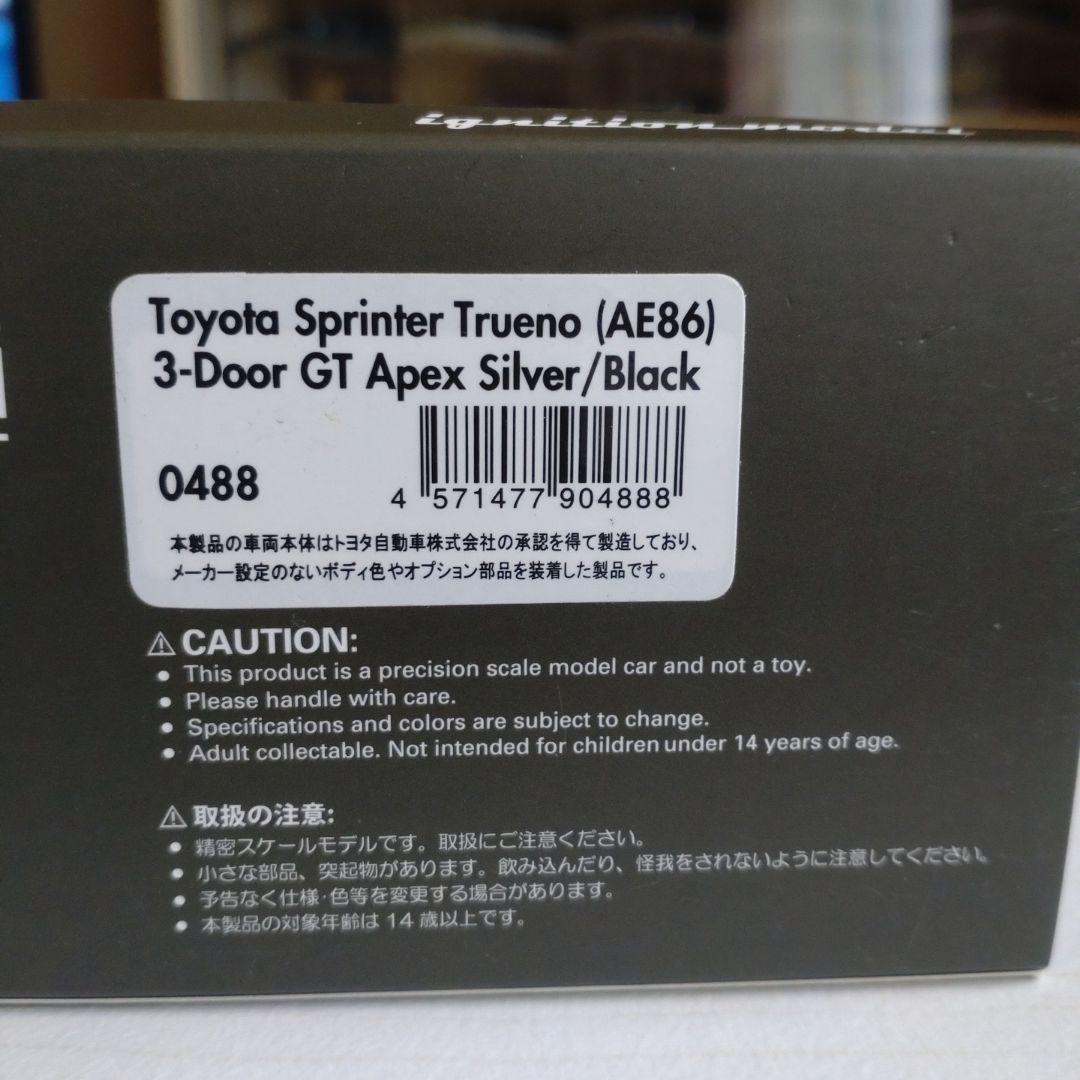 ignition model
Toyota Sprinter Trueno (AE86)
3-Door GT Apex Silver/Black
0488
4 571477 904888
本製品の車両本体はトヨタ自動車株式会社の承認を得て製造しており、
メーカー設定のないボディ色やオプション部品を装着した製品です。
⚠ CAUTION:
● This product is a precision scale model car and not a toy.
● Please handle with care.
● Specifications and colors are subject to change.
● Adult collectable. Not intended for children under 14 years of age.
⚠ 取扱の注意:
● 精密スケールモデルです。取扱にご注意ください。
● 小さな部品、突起物があります。飲み込んだり、怪我をされないように注意してください。
● 予告なく仕様・色等を変更する場合があります。
● 本製品の対象年齢は 14 歳以上です。